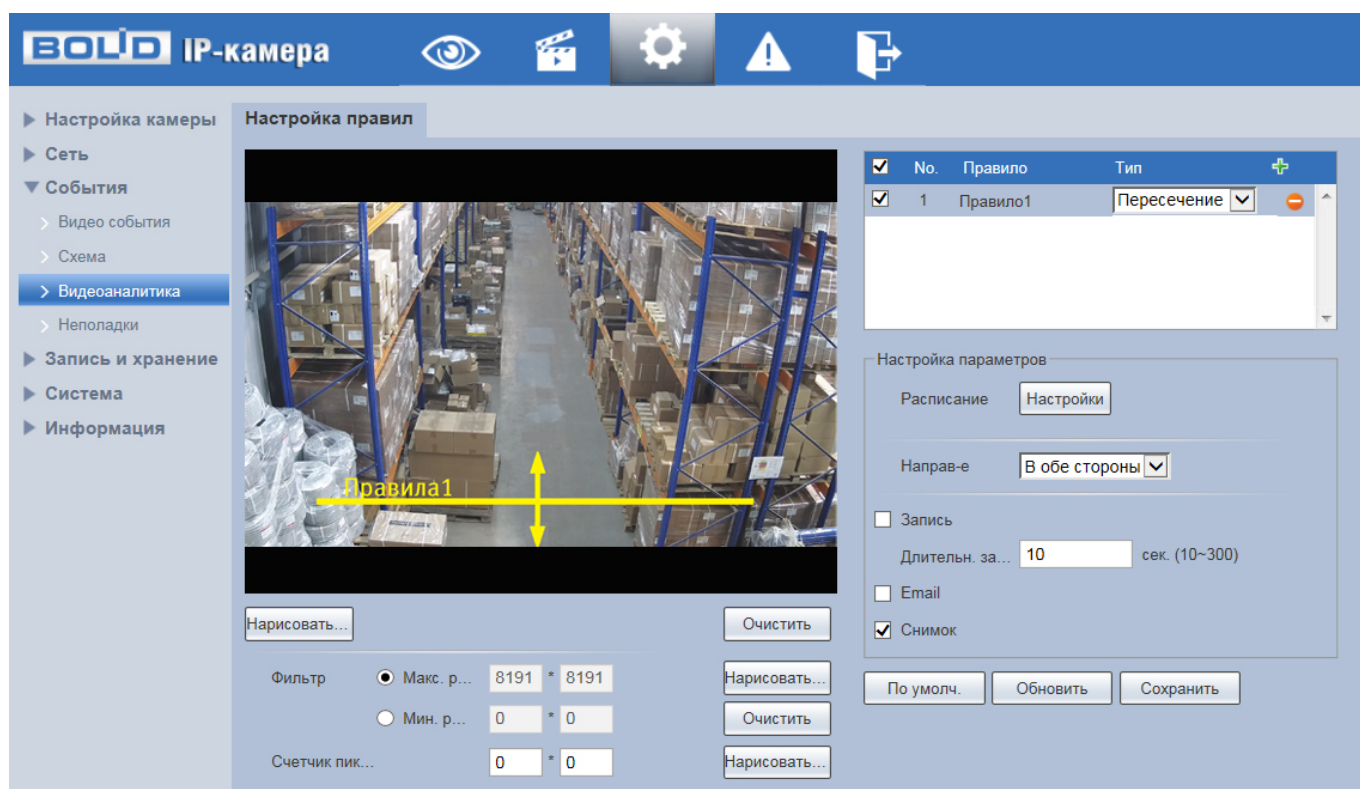 BOLID IP-камера
Настройка камеры
Сеть
События
Видео события
Схема
Видеоаналитика
Неполадки
Запись и хранение
Система
Информация
Настройка правил
Правила1
Нарисовать... Очистить
Фильтр Макс. р... 8191 * 8191 Нарисовать...
Мин. р... 0 * 0 Очистить
Счетчик пик... 0 * 0 Нарисовать...
No. Правило Тип
1 Правило1 Пересечение
Настройка параметров
Расписание Настройки
Направ-е В обе стороны
Запись
Длительн. за... 10 сек. (10~300)
Email
Снимок
По умолч. Обновить Сохранить